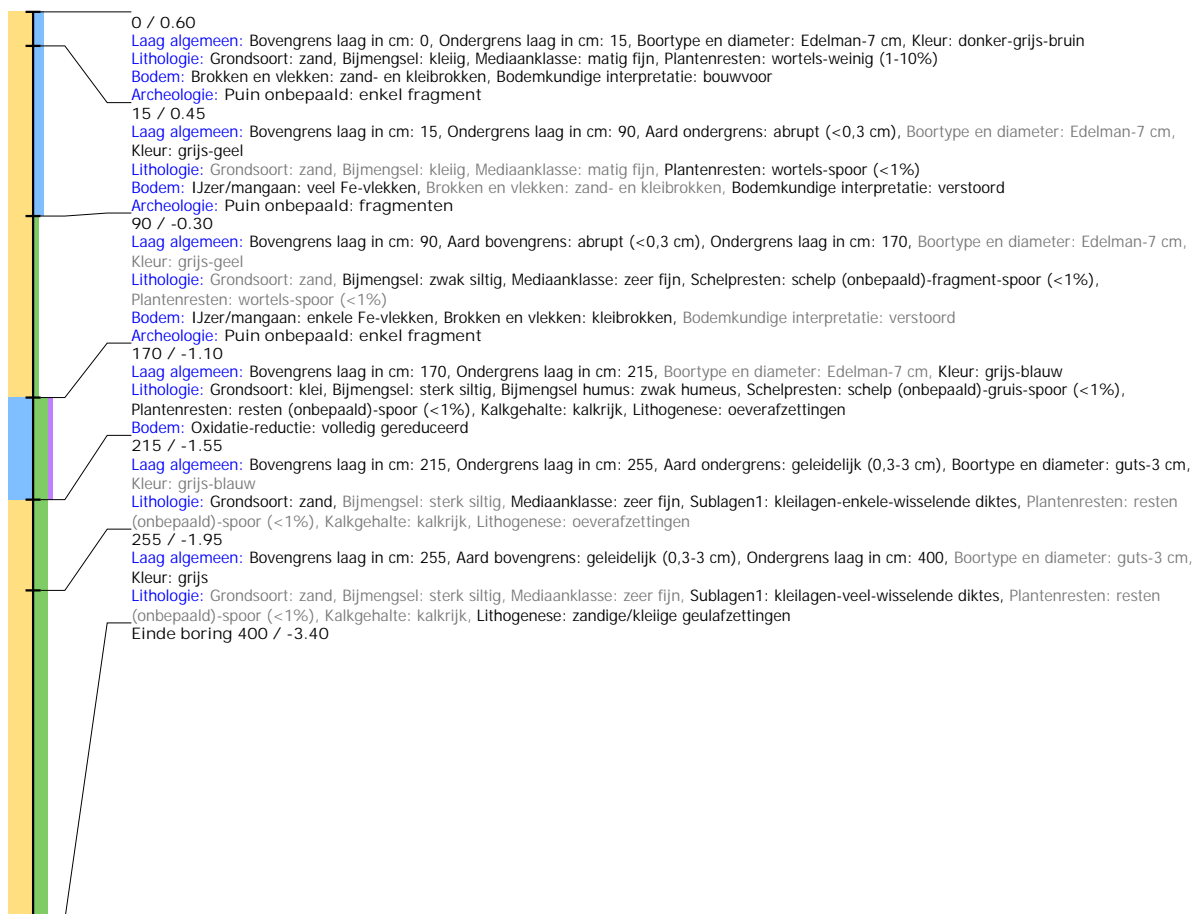 0 / 0.60
Laag algemeen: Bovengrens laag in cm: 0, Ondergrens laag in cm: 15, Boortype en diameter: Edelman-7 cm, Kleur: donker-grijs-bruin
Lithologie: Grondsoort: zand, Bijmengsel: kleiig, Mediaanklasse: matig fijn, Plantenresten: wortels-weinig (1-10%)
Bodem: Brokken en vlekken: zand- en kleibrokken, Bodemkundige interpretatie: bouwvoor
Archeologie: Puin onbepaald: enkel fragment
15 / 0.45
Laag algemeen: Bovengrens laag in cm: 15, Ondergrens laag in cm: 90, Aard ondergrens: abrupt (<0,3 cm), Boortype en diameter: Edelman-7 cm,
Kleur: grijs-geel
Lithologie: Grondsoort: zand, Bijmengsel: kleiig, Mediaanklasse: matig fijn, Plantenresten: wortels-spoor (<1%)
Bodem: IJzer/mangaan: veel Fe-vlekken, Brokken en vlekken: zand- en kleibrokken, Bodemkundige interpretatie: verstoord
Archeologie: Puin onbepaald: fragmenten
90 / -0.30
Laag algemeen: Bovengrens laag in cm: 90, Aard bovengrens: abrupt (<0,3 cm), Ondergrens laag in cm: 170, Boortype en diameter: Edelman-7 cm,
Kleur: grijs-geel
Lithologie: Grondsoort: zand, Bijmengsel: zwak siltig, Mediaanklasse: zeer fijn, Schelpresten: schelp (onbepaald)-fragment-spoor (<1%),
Plantenresten: wortels-spoor (<1%)
Bodem: IJzer/mangaan: enkele Fe-vlekken, Brokken en vlekken: kleibrokken, Bodemkundige interpretatie: verstoord
Archeologie: Puin onbepaald: enkel fragment
170 / -1.10
Laag algemeen: Bovengrens laag in cm: 170, Ondergrens laag in cm: 215, Boortype en diameter: Edelman-7 cm, Kleur: grijs-blauw
Lithologie: Grondsoort: klei, Bijmengsel: sterk siltig, Bijmengsel humus: zwak humeus, Schelpresten: schelp (onbepaald)-gruis-spoor (<1%),
Plantenresten: resten (onbepaald)-spoor (<1%), Kalkgehalte: kalkrijk, Lithogenese: oeverafzettingen
Bodem: Oxidatie-reductie: volledig gereduceerd
215 / -1.55
Laag algemeen: Bovengrens laag in cm: 215, Ondergrens laag in cm: 255, Aard ondergrens: geleidelijk (0,3-3 cm), Boortype en diameter: guts-3 cm,
Kleur: grijs-blauw
Lithologie: Grondsoort: zand, Bijmengsel: sterk siltig, Mediaanklasse: zeer fijn, Sublagen1: kleilagen-enkele-wisselende diktes, Plantenresten: resten
(onbepaald)-spoor (<1%), Kalkgehalte: kalkrijk, Lithogenese: oeverafzettingen
255 / -1.95
Laag algemeen: Bovengrens laag in cm: 255, Aard bovengrens: geleidelijk (0,3-3 cm), Ondergrens laag in cm: 400, Boortype en diameter: guts-3 cm,
Kleur: grijs
Lithologie: Grondsoort: zand, Bijmengsel: sterk siltig, Mediaanklasse: zeer fijn, Sublagen1: kleilagen-veel-wisselende diktes, Plantenresten: resten
(onbepaald)-spoor (<1%), Kalkgehalte: kalkrijk, Lithogenese: zandige/kleiige geulafzettingen
Einde boring 400 / -3.40